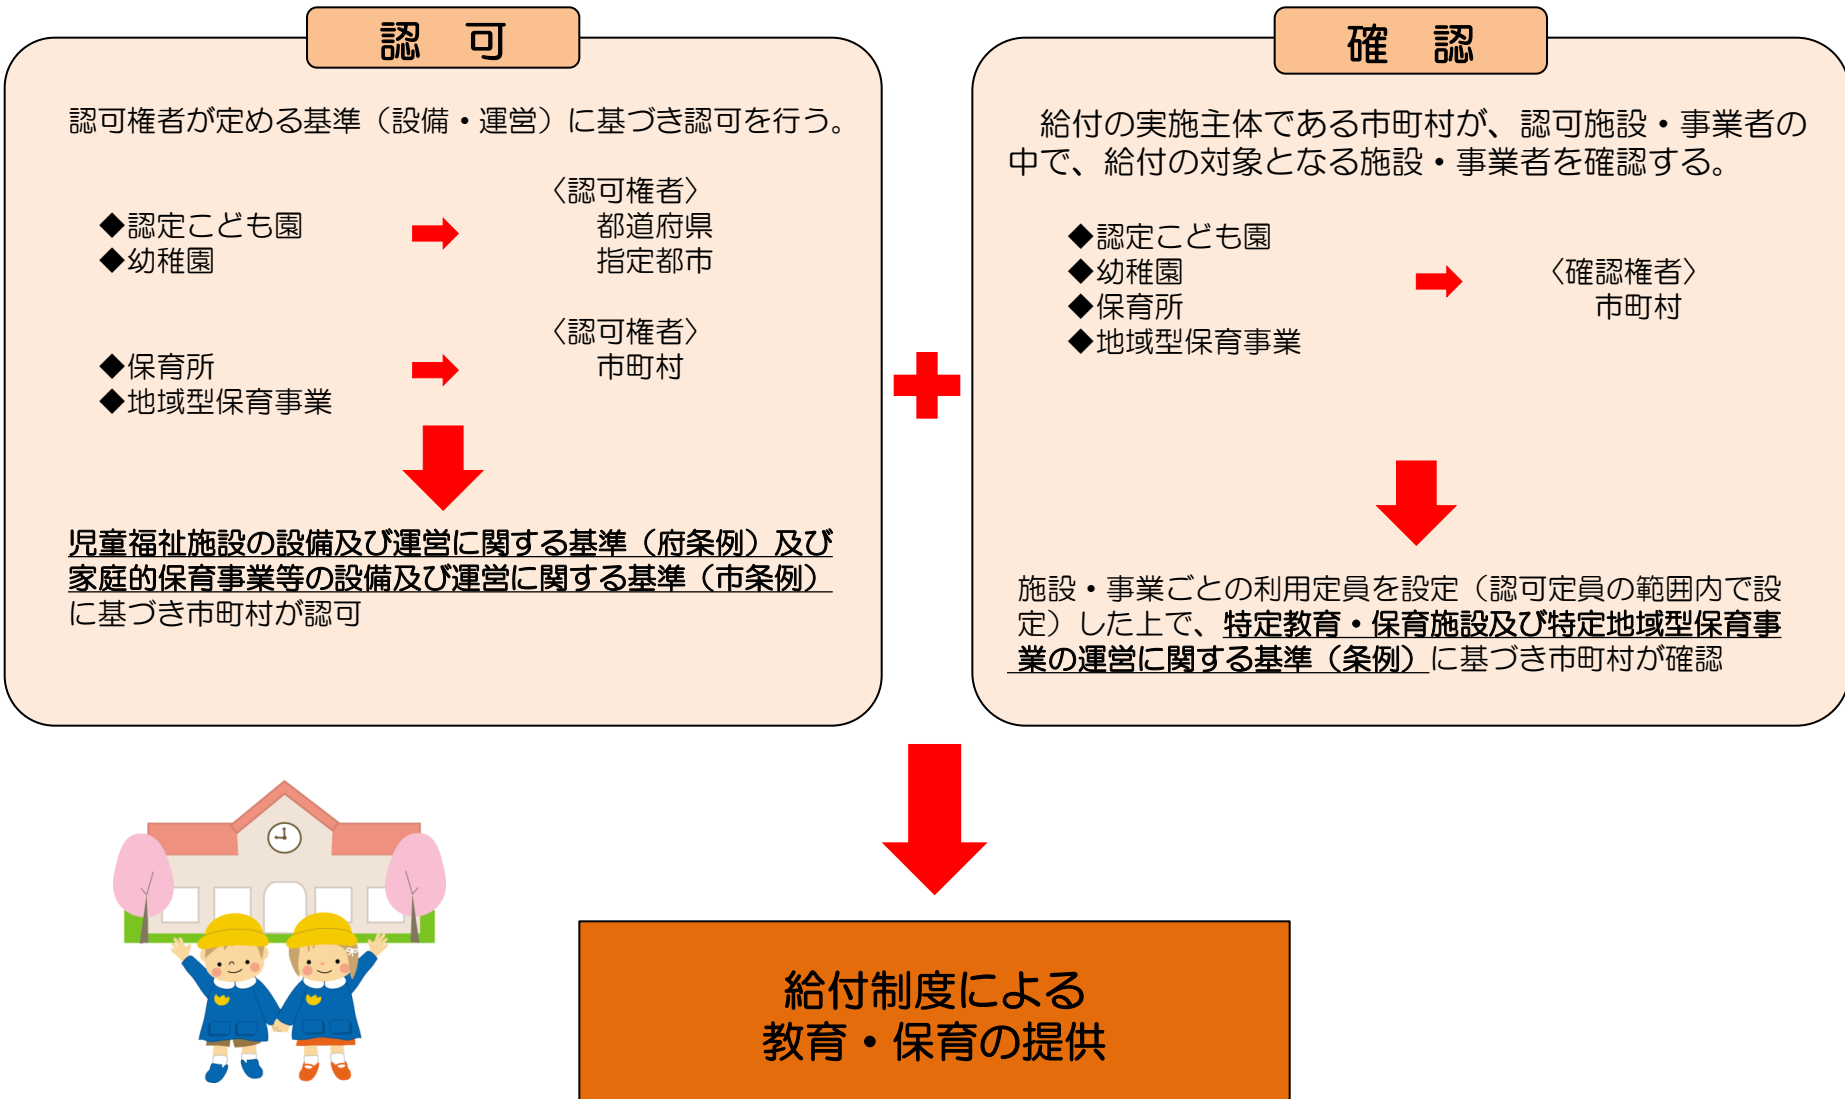 認 可
認可権者が定める基準（設備・運営）に基づき認可を行う。
〈認可権者〉
◆認定こども園
都道府県
◆幼稚園
指定都市
〈認可権者〉
◆保育所
市町村
◆地域型保育事業
児童福祉施設の設備及び運営に関する基準（府条例）及び
家庭的保育事業等の設備及び運営に関する基準（市条例）
に基づき市町村が認可
確 認
給付の実施主体である市町村が、認可施設・事業者の
中で、給付の対象となる施設・事業者を確認する。
◆認定こども園
◆幼稚園
〈確認権者〉
◆保育所
市町村
◆地域型保育事業
施設・事業ごとの利用定員を設定（認可定員の範囲内で設
定）した上で、特定教育・保育施設及び特定地域型保育事
業の運営に関する基準（条例）に基づき市町村が確認
給付制度による
教育・保育の提供